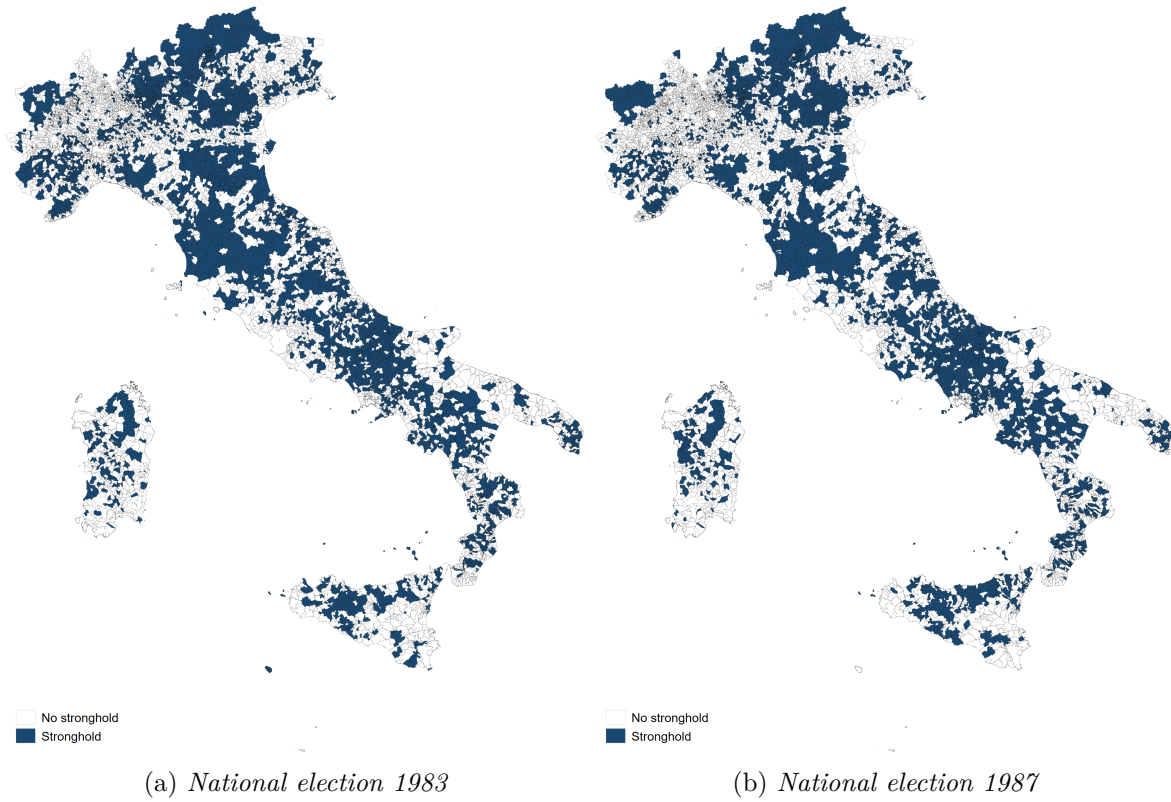 No stronghold
Stronghold
No stronghold
Stronghold
(a) National election 1983
(b) National election 1987